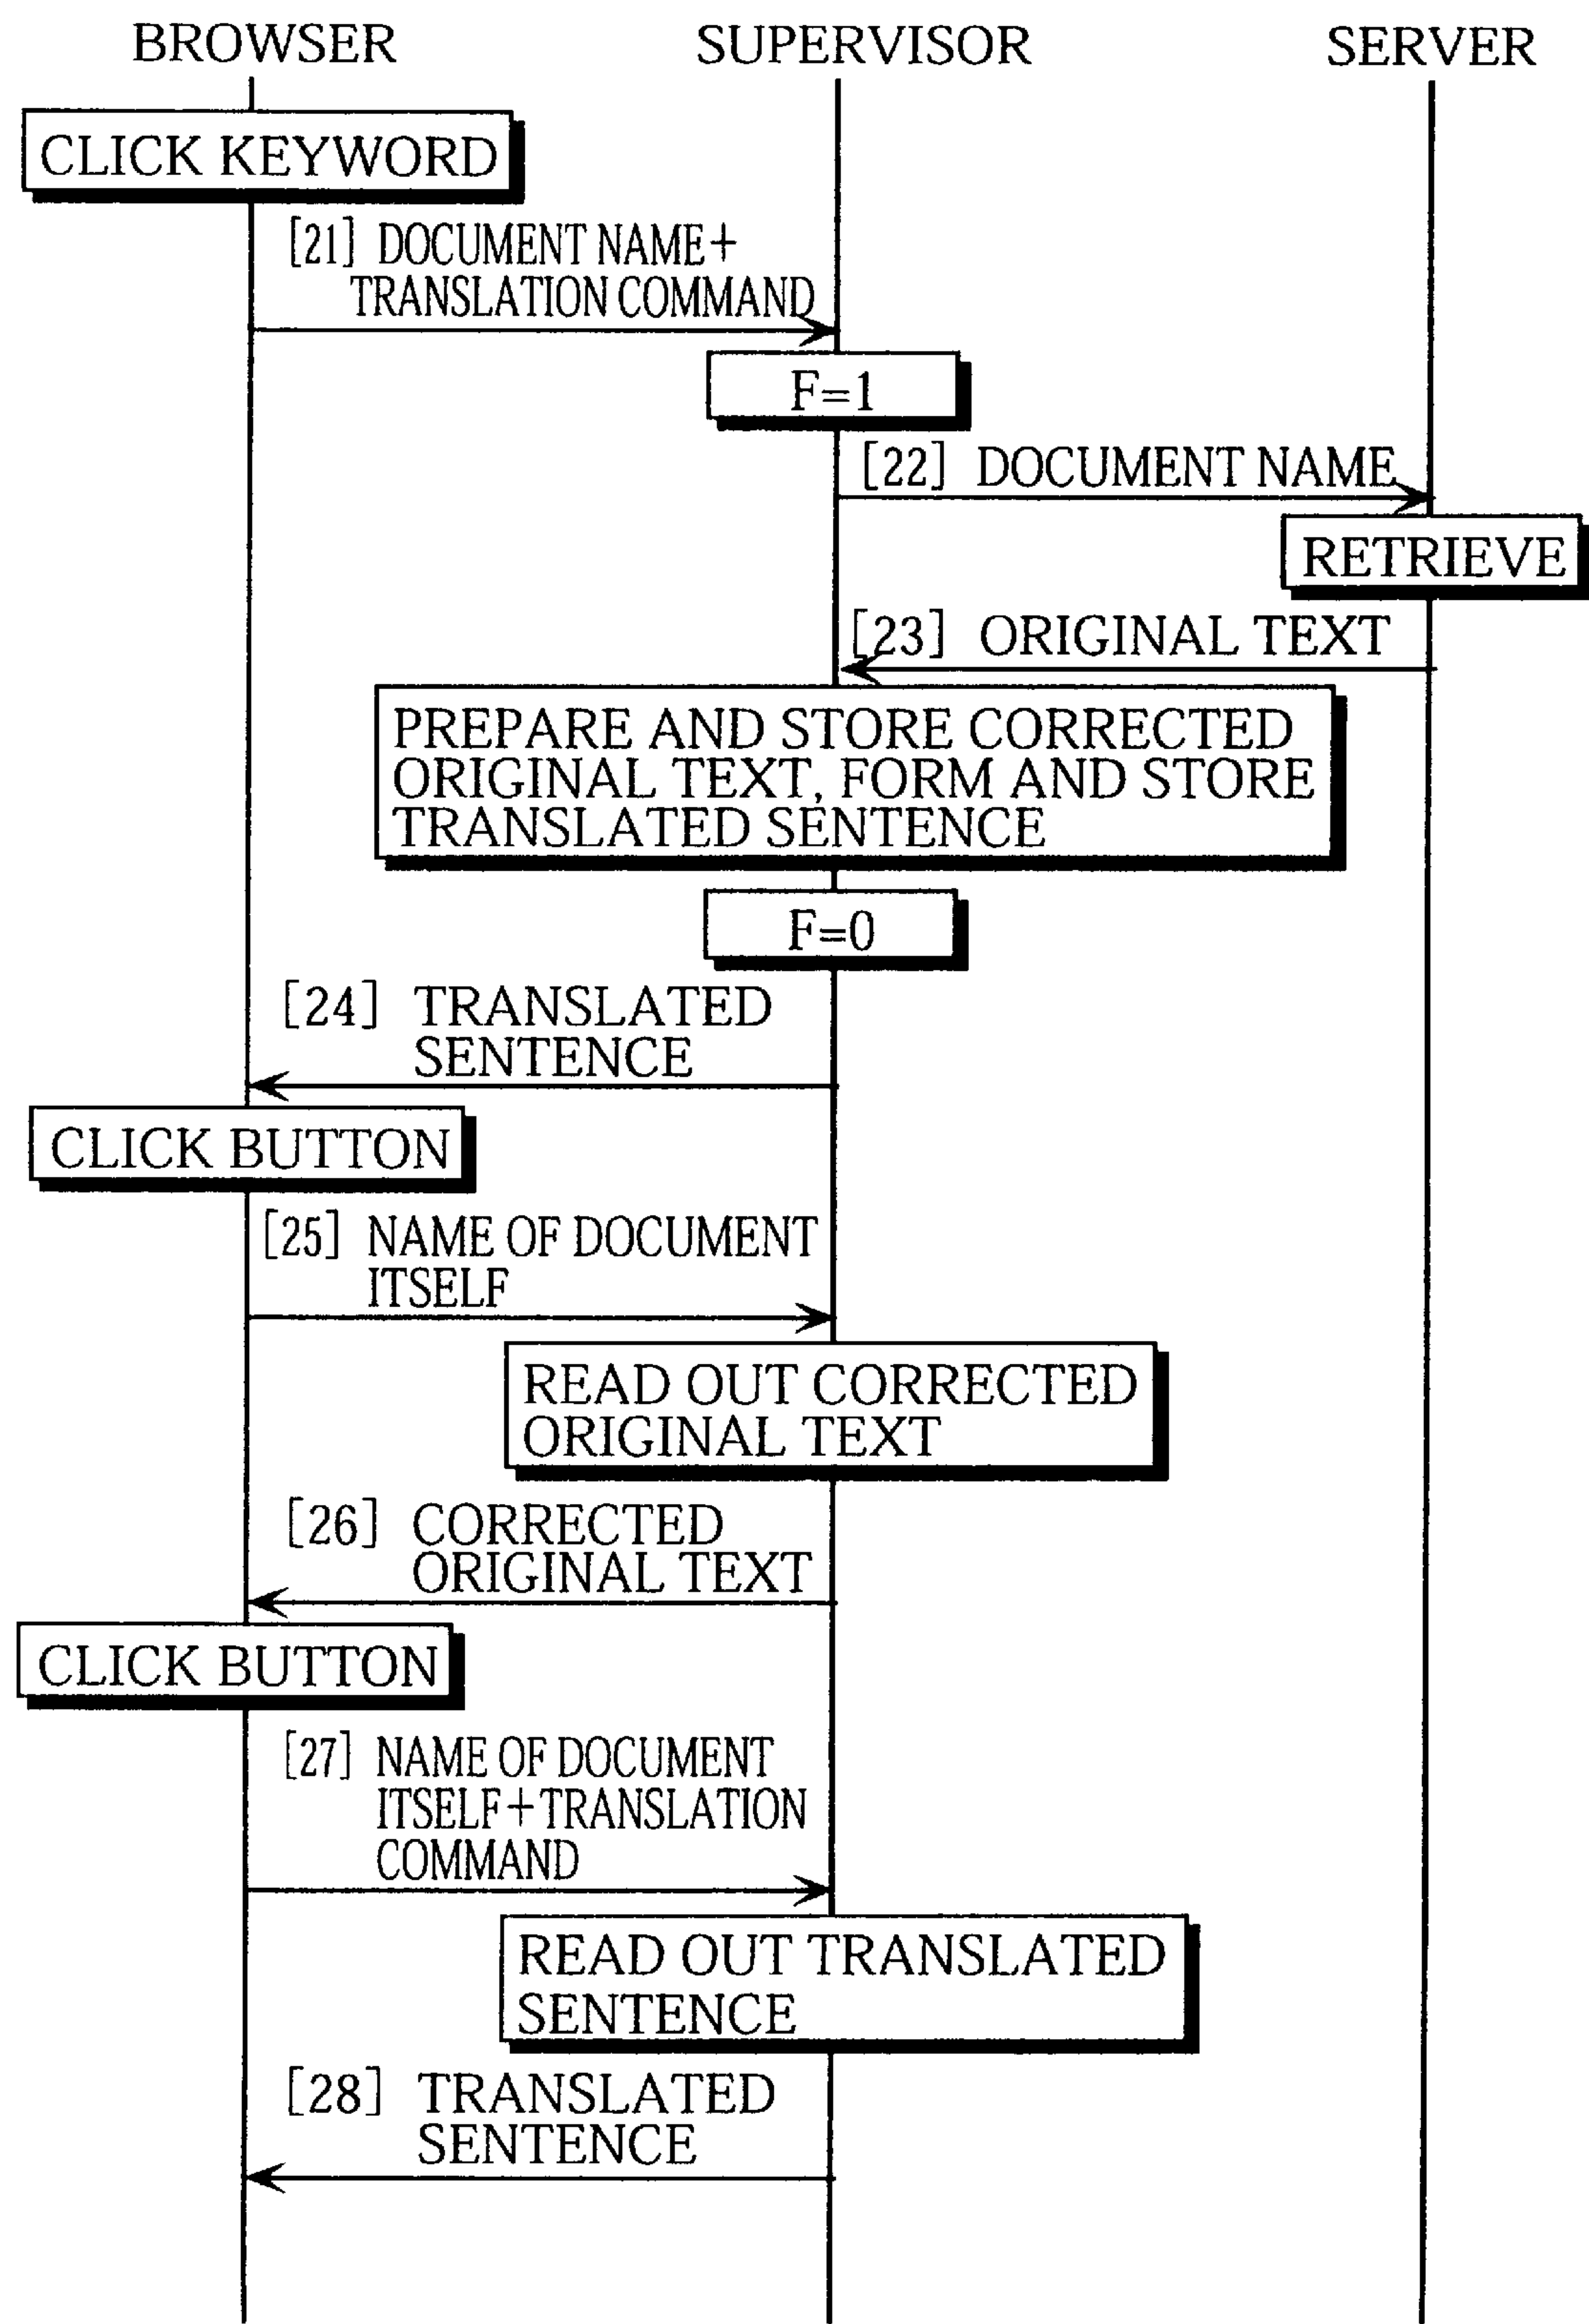 BROWSER
SUPERVISOR
SERVER
CLICK KEYWORD
[21] DOCUMENT NAME+
TRANSLATION COMMAND
F=1
[22] DOCUMENT NAME
RETRIEVE
[23] ORIGINAL TEXT
PREPARE AND STORE CORRECTED
ORIGINAL TEXT, FORM AND STORE
TRANSLATED SENTENCE
F=0
[24] TRANSLATED
SENTENCE
CLICK BUTTON
[25] NAME OF DOCUMENT
ITSELF
READ OUT CORRECTED
ORIGINAL TEXT
[26] CORRECTED
ORIGINAL TEXT
CLICK BUTTON
[27] NAME OF DOCUMENT
ITSELF+TRANSLATION
COMMAND
READ OUT TRANSLATED
SENTENCE
[28] TRANSLATED
SENTENCE